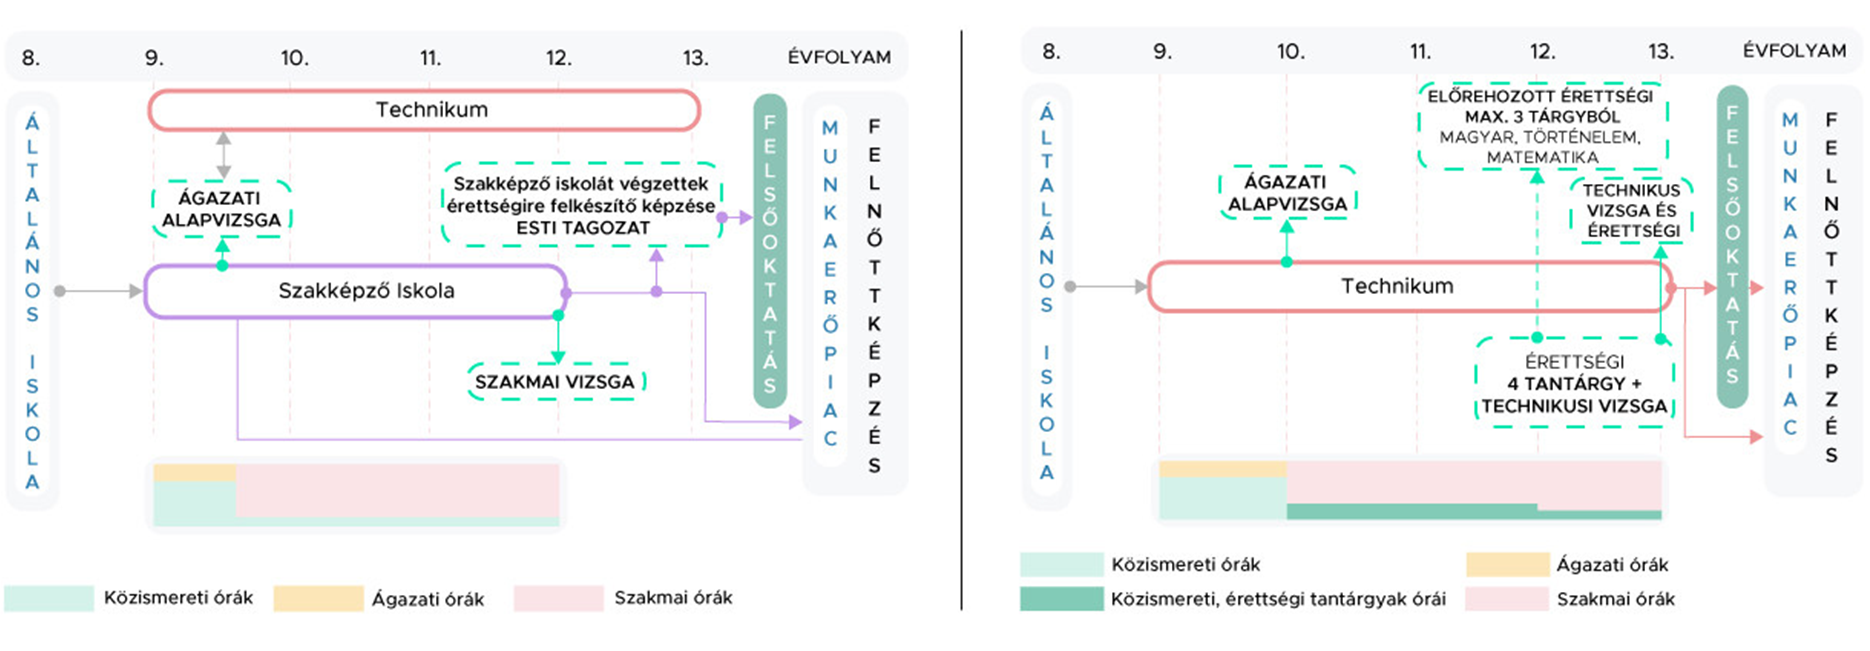 8. 9. 10. 11. 12. 13. ÉVFOLYAM
ÁLTALÁNOS ISKOLA
Technikum
ÁGAZATI
ALAPVIZSGA
Szakképző iskolát végzettek
érettségire felkészítő képzése
ESTI TAGOZAT
Szakképző Iskola
SZAKMAI VIZSGA
FELSŐOKTATÁS
MUNKAERŐPIAC
FELNŐTTKÉPZÉS
Közismereti órák
Ágazati órák
Szakmai órák
8. 9. 10. 11. 12. 13. ÉVFOLYAM
ÁLTALÁNOS ISKOLA
ELŐREHOZOTT ÉRETTSÉGI
MAX. 3 TÁRGYBÓL
MAGYAR, TÖRTÉNELEM,
MATEMATIKA
ÁGAZATI
ALAPVIZSGA
TECHNIKUS
VIZSGA ÉS
ÉRETTSÉGI
Technikum
ÉRETTSÉGI
4 TANTÁRGY +
TECHNIKUSI VIZSGA
FELSŐOKTATÁS
MUNKAERŐPIAC
FELNŐTTKÉPZÉS
Közismereti órák
Ágazati órák
Közismereti, érettségi tantárgyak órái
Szakmai órák